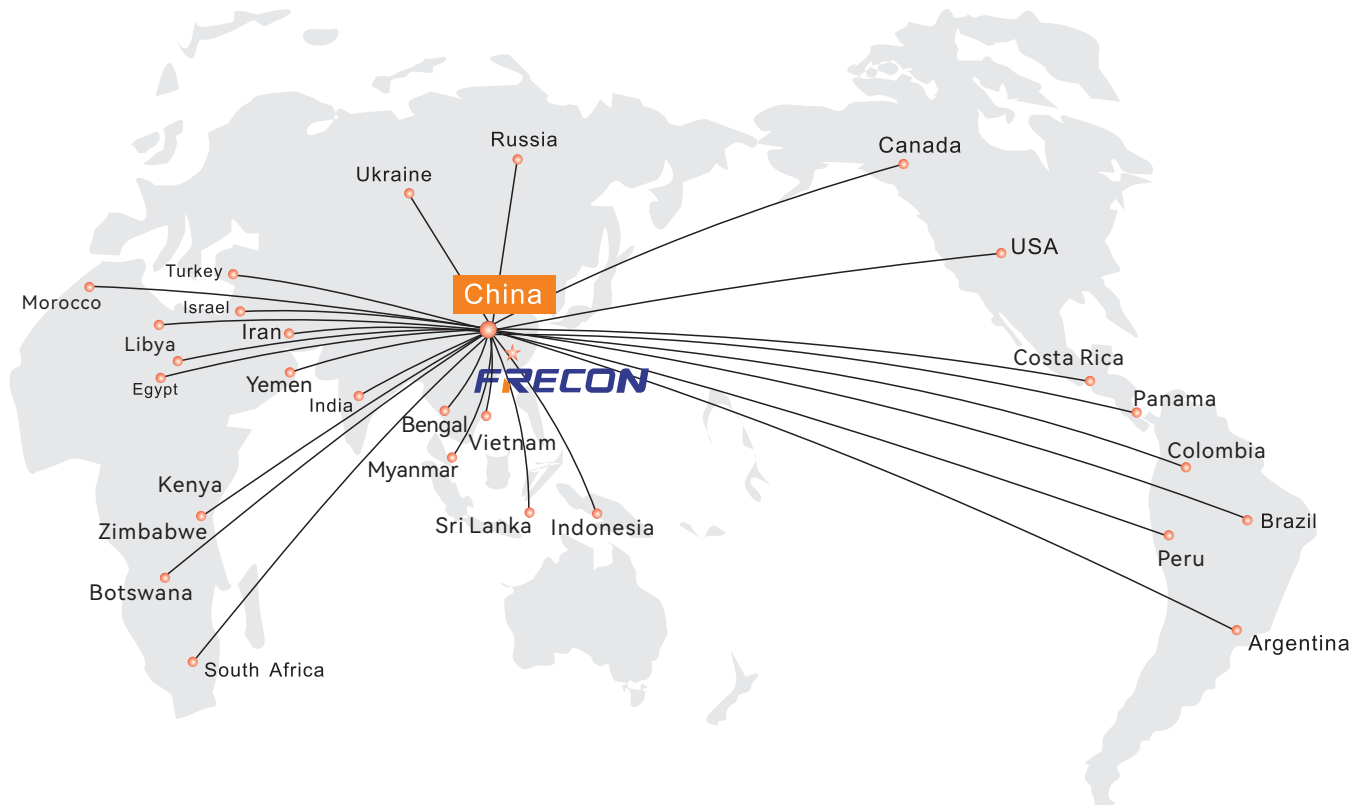 Russia
Canada
Ukraine
USA
Turkey
China
Morocco
Israel
Iran
Libya
Costa Rica
Egypt
Yemen
FRECON
India
Panama
Bengal
Vietnam
Colombia
Myanmar
Kenya
Sri Lanka
Indonesia
Brazil
Zimbabwe
Peru
Botswana
Argentina
South Africa